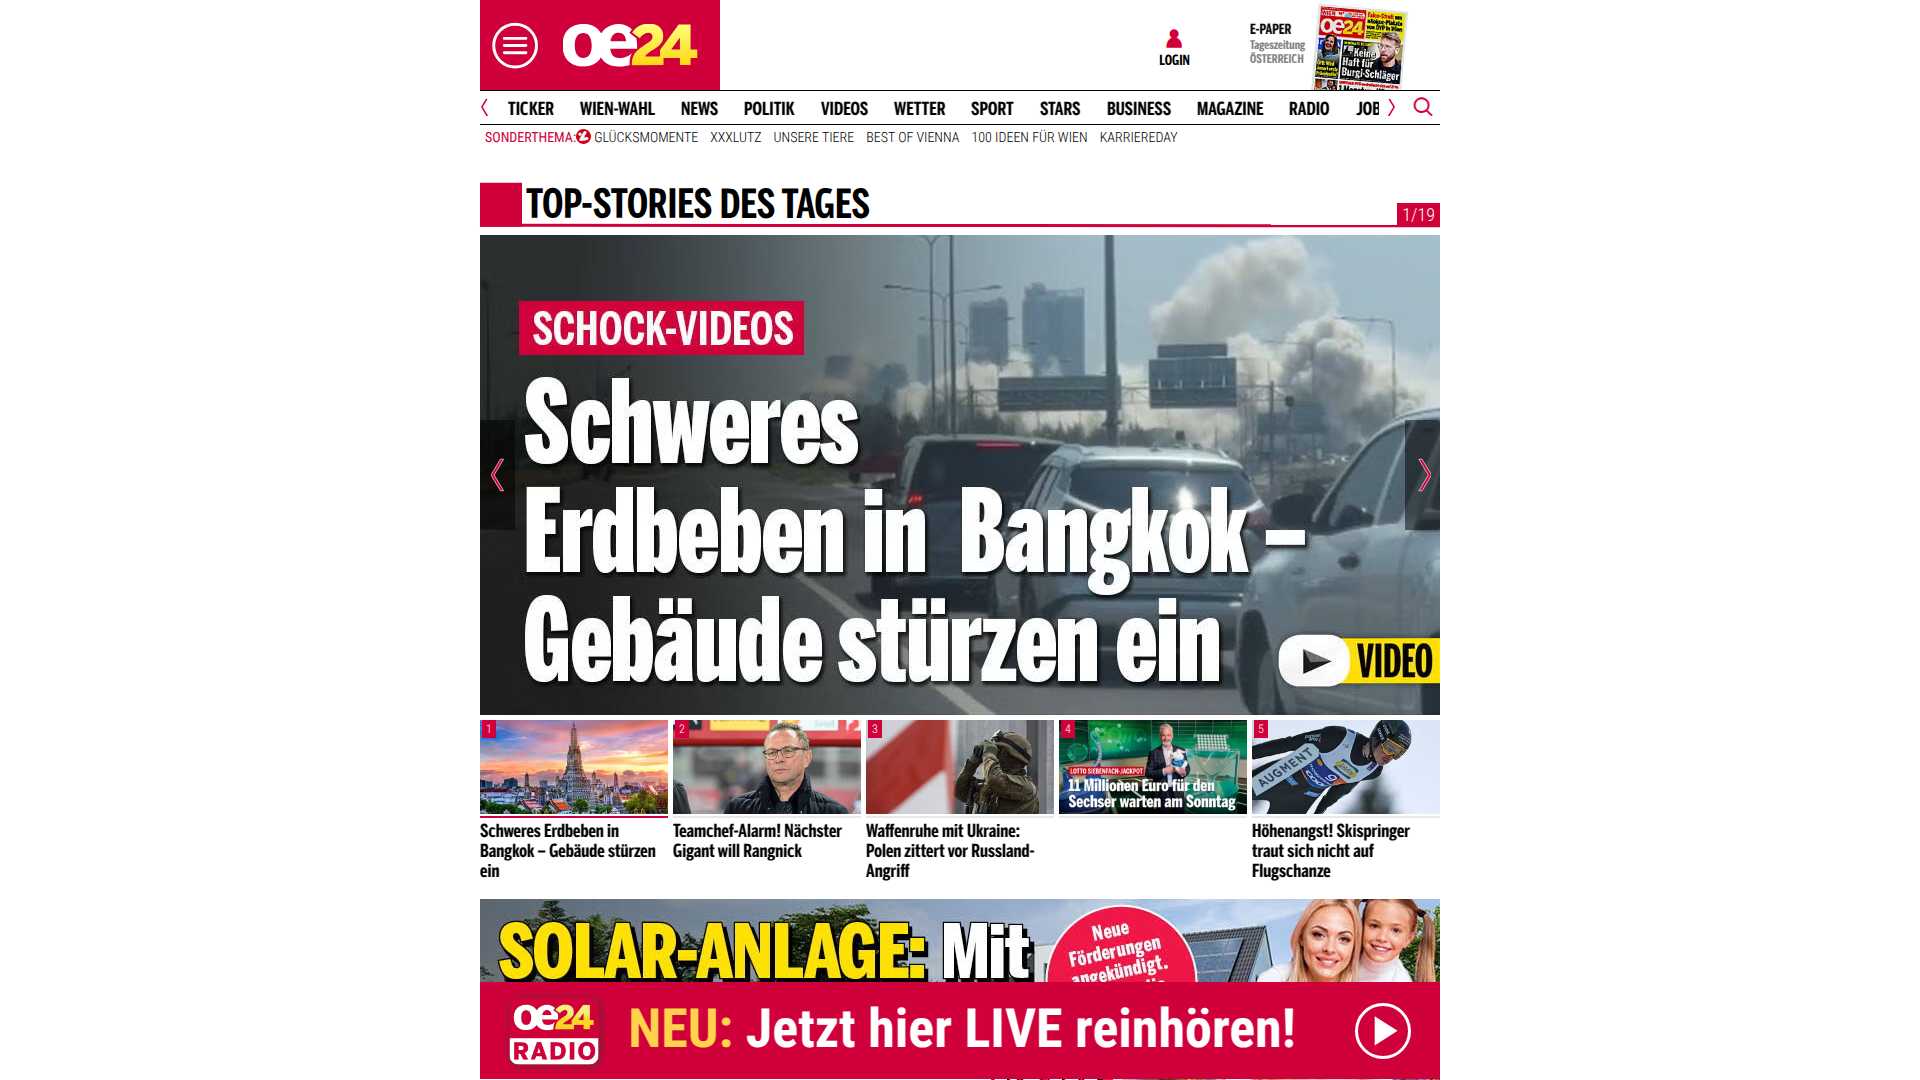 oe24
LOGIN
E-PAPER
Tageszeitung
ÖSTERREICH
oe24
Keine
Haft für
Burgi-Schläger
TICKER WIEN-WAHL NEWS POLITIK VIDEOS WETTER SPORT STARS BUSINESS MAGAZINE RADIO JOB
SONDERTHEMA: GLÜCKSMOMENTE XXXLUTZ UNSERE TIERE BEST OF VIENNA 100 IDEEN FÜR WIEN KARRIEREDAY
TOP-STORIES DES TAGES
1/19
SCHOCK-VIDEOS
Schweres
Erdbeben in Bangkok –
Gebäude stürzen ein
VIDEO
1
Schweres Erdbeben in
Bangkok – Gebäude stürzen
ein
2
Teamchef-Alarm! Nächster
Gigant will Rangnick
3
Waffenruhe mit Ukraine:
Polen zittert vor Russland-
Angriff
4
LOTTO SIEBENFACH-JACKPOT
11 Millionen Euro für den
Sechser warten am Sonntag
5
AUGMENT
9
Höhenangst! Skispringer
traut sich nicht auf
Flugschanze
SOLAR-ANLAGE: Mit
Neue
Förderungen
angekündigt.
oe24
RADIO
NEU: Jetzt hier LIVE reinhören!